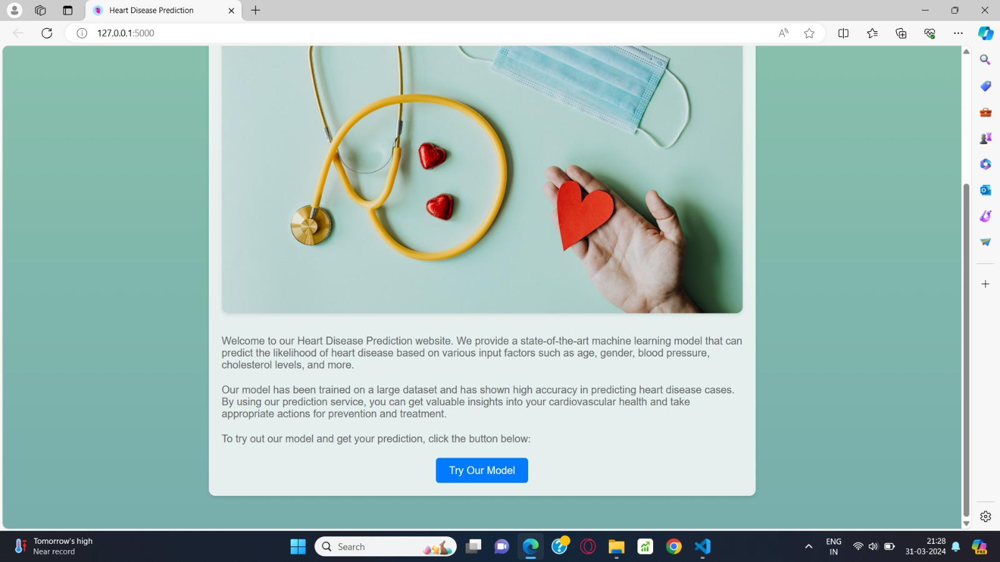 Heart Disease Prediction
127.0.0.1:5000
Welcome to our Heart Disease Prediction website. We provide a state-of-the-art machine learning model that can
predict the likelihood of heart disease based on various input factors such as age, gender, blood pressure,
cholesterol levels, and more.
Our model has been trained on a large dataset and has shown high accuracy in predicting heart disease cases.
By using our prediction service, you can get valuable insights into your cardiovascular health and take
appropriate actions for prevention and treatment.
To try out our model and get your prediction, click the button below:
Try Our Model
Tomorrow's high
Near record
Search
ENG
IN
21:28
31-03-2024
PRE